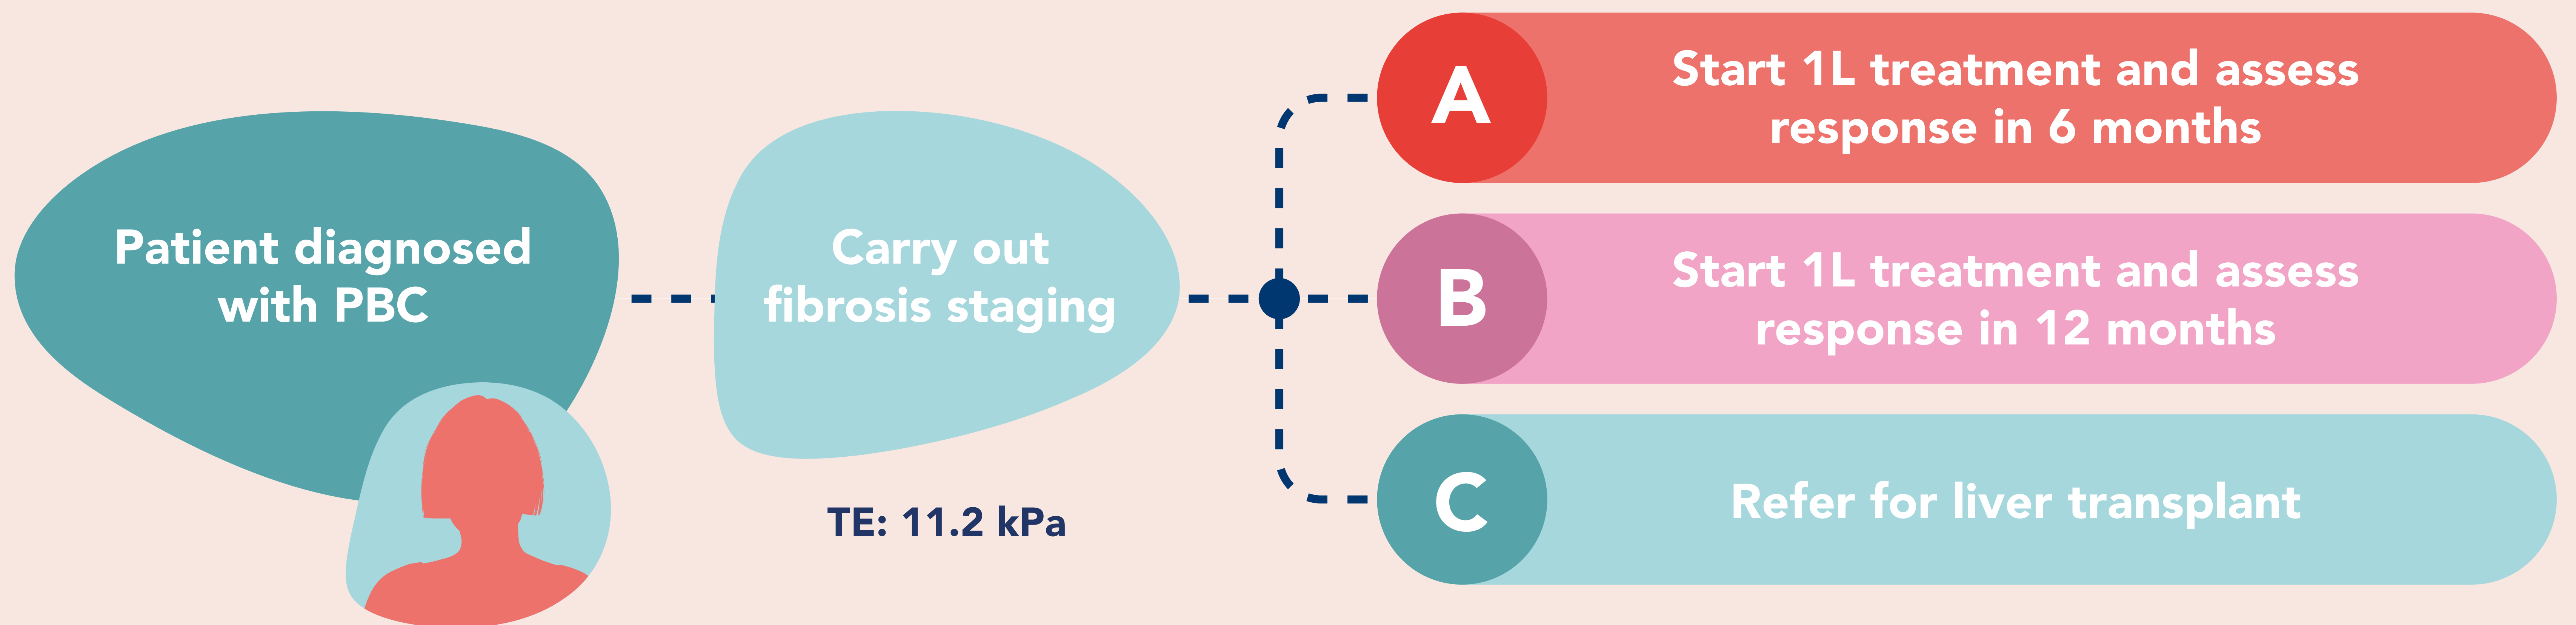 Patient diagnosed
with PBC
Carry out
fibrosis staging
TE: 11.2 kPa
A
Start 1L treatment and assess
response in 6 months
B
Start 1L treatment and assess
response in 12 months
C
Refer for liver transplant